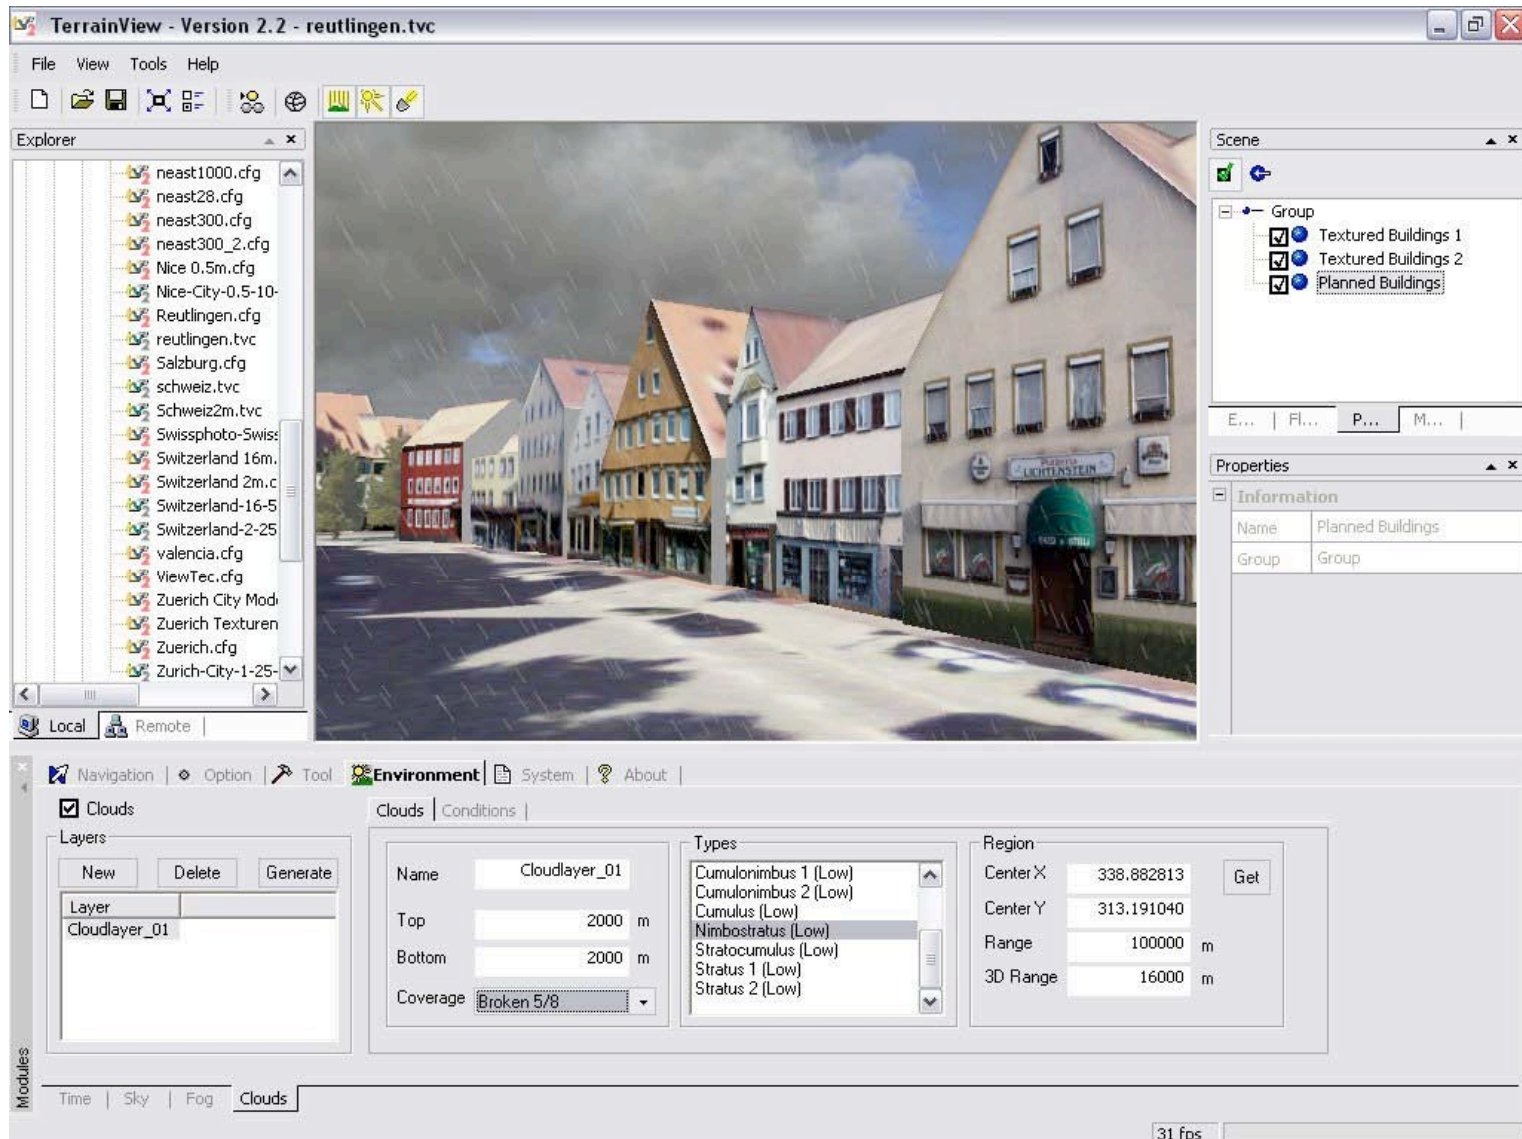 TerrainView - Version 2.2 - reutlingen.tvc
File View Tools Help
Explorer
neast1000.cfg
neast28.cfg
neast300.cfg
neast300_2.cfg
Nice 0.5m.cfg
Nice-City-0.5-10-
Reutlingen.cfg
reutlingen.tvc
Salzburg.cfg
schweiz.tvc
Schweiz2m.tvc
Swissphoto-Swiss
Switzerland 16m.
Switzerland 2m.c
Switzerland-16-5
Switzerland-2-25
valencia.cfg
ViewTec.cfg
Zuerich City Mode
Zuerich Texturen
Zuerich.cfg
Zurich-City-1-25-
Local Remote
Pizzeria
LICHTENSTEIN
Scene
Group
Textured Buildings 1
Textured Buildings 2
Planned Buildings
E... Fl... P... M...
Properties
Information
Name Planned Buildings
Group Group
Navigation Option Tool Environment System About
Clouds
Layers
New Delete Generate
Layer
Cloudlayer_01
Clouds Conditions
Name Cloudlayer_01
Top 2000 m
Bottom 2000 m
Coverage Broken 5/8
Types
Cumulonimbus 1 (Low)
Cumulonimbus 2 (Low)
Cumulus (Low)
Nimbostratus (Low)
Stratocumulus (Low)
Stratus 1 (Low)
Stratus 2 (Low)
Region
Center X 338.882813 Get
Center Y 313.191040
Range 100000 m
3D Range 16000 m
Modules
Time Sky Fog Clouds
31 fps